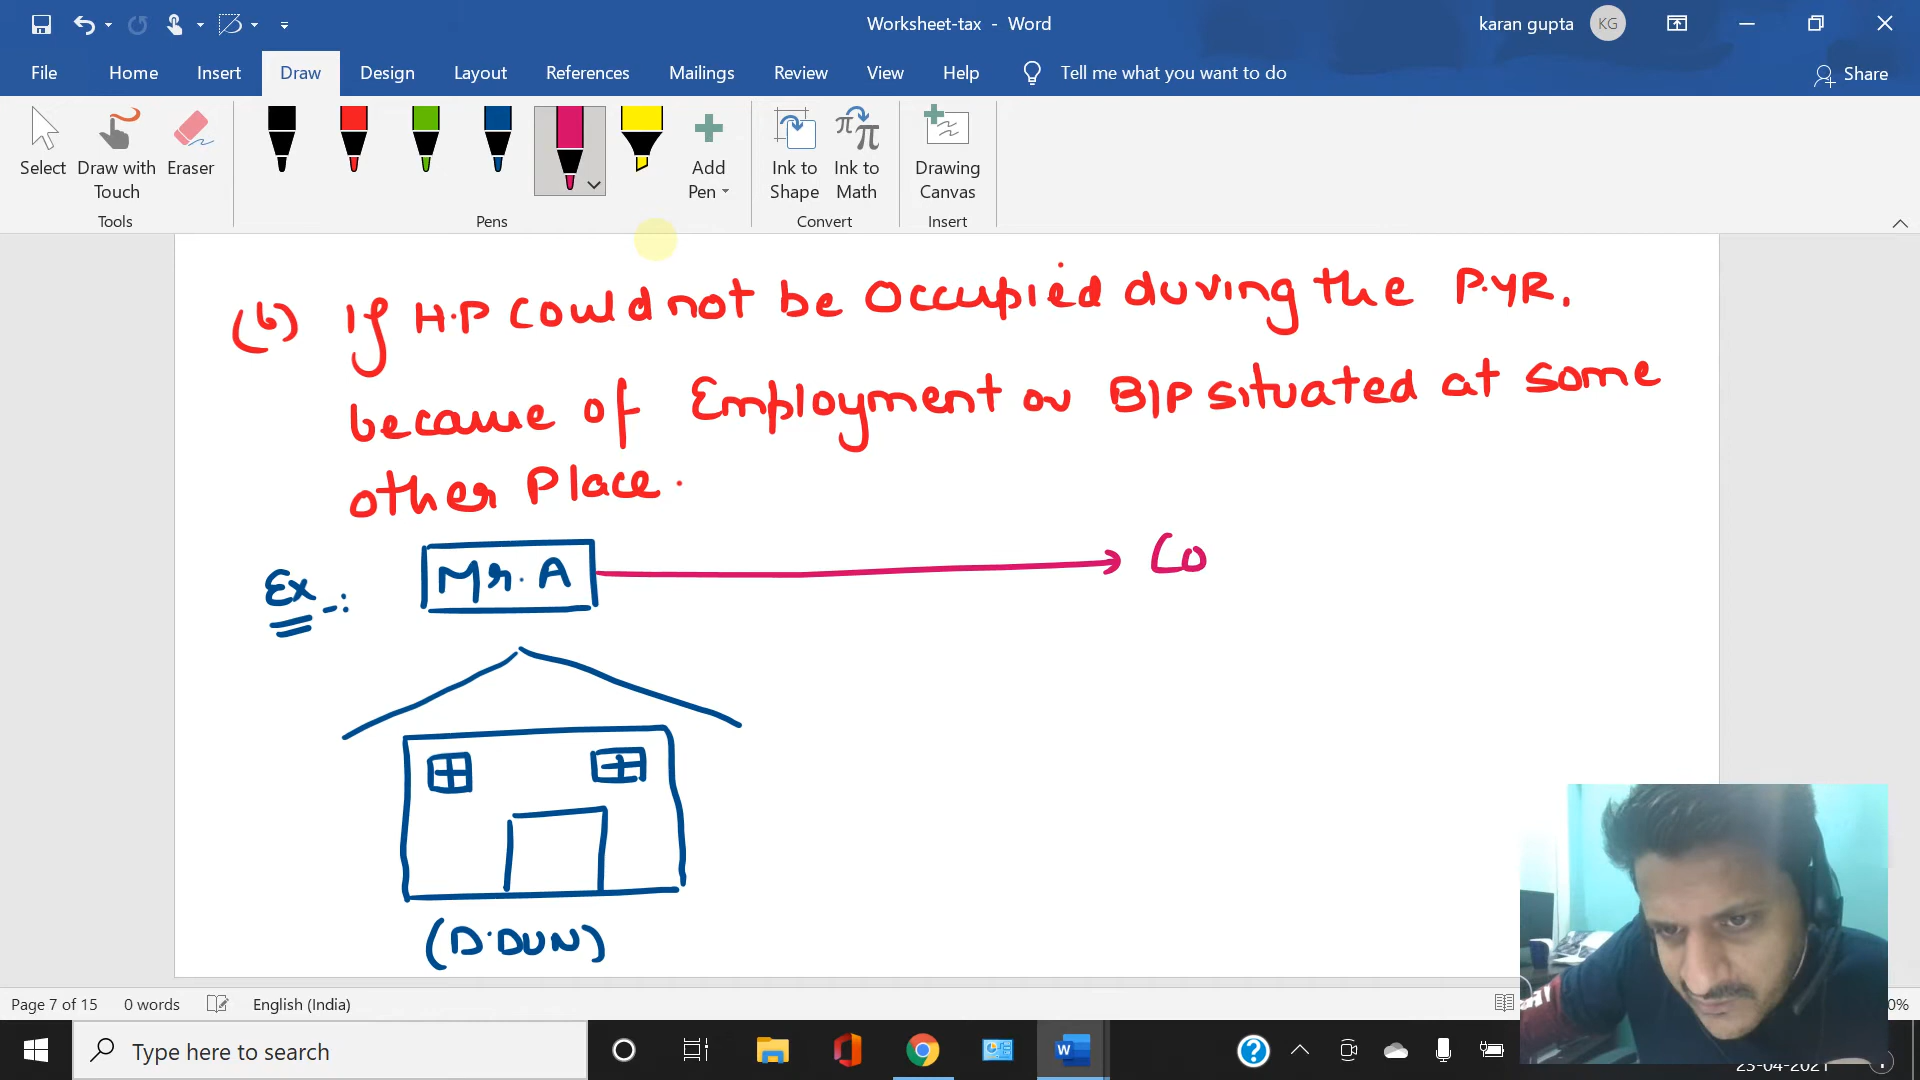 Worksheet-tax - Word
karan gupta KG
File Home Insert Draw Design Layout References Mailings Review View Help Tell me what you want to do Share
Select Draw with Touch Eraser Add Pen Ink to Shape Ink to Math Drawing Canvas
Tools Pens Convert Insert
(b) If H.P could not be occupied during the P.YR.
because of Employment or B|P situated at some
other Place.
Ex -: Mr. A Co
(D.DUN)
Page 7 of 15 0 words English (India)
Type here to search